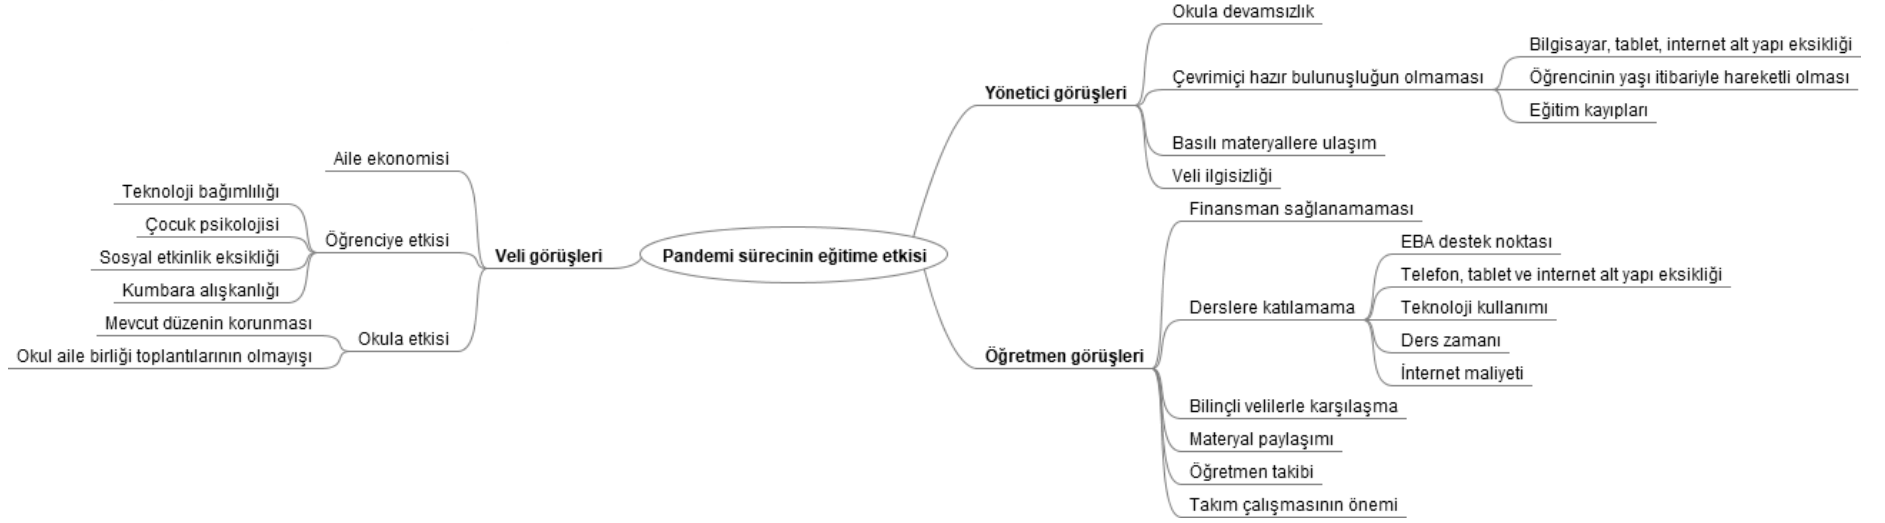 Pandemi sürecinin eğitime etkisi
Yönetici görüşleri
Okula devamsızlık
Çevrimiçi hazır bulunuşluğun olmaması
Bilgisayar, tablet, internet alt yapı eksikliği
Öğrencinin yaşı itibariyle hareketli olması
Eğitim kayıpları
Basılı materyallere ulaşım
Veli ilgisizliği
Öğretmen görüşleri
Finansman sağlanamaması
Derslere katılamama
EBA destek noktası
Telefon, tablet ve internet alt yapı eksikliği
Teknoloji kullanımı
Ders zamanı
İnternet maliyeti
Bilinçli velilerle karşılaşma
Materyal paylaşımı
Öğretmen takibi
Takım çalışmasının önemi
Veli görüşleri
Aile ekonomisi
Öğrenciye etkisi
Teknoloji bağımlılığı
Çocuk psikolojisi
Sosyal etkinlik eksikliği
Kumbara alışkanlığı
Okula etkisi
Mevcut düzenin korunması
Okul aile birliği toplantılarının olmayışı